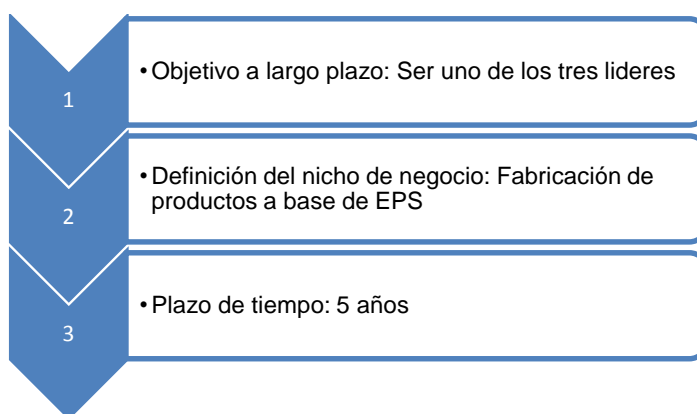 1
•Objetivo a largo plazo: Ser uno de los tres lideres
2
•Definición del nicho de negocio: Fabricación de
productos a base de EPS
3
•Plazo de tiempo: 5 años